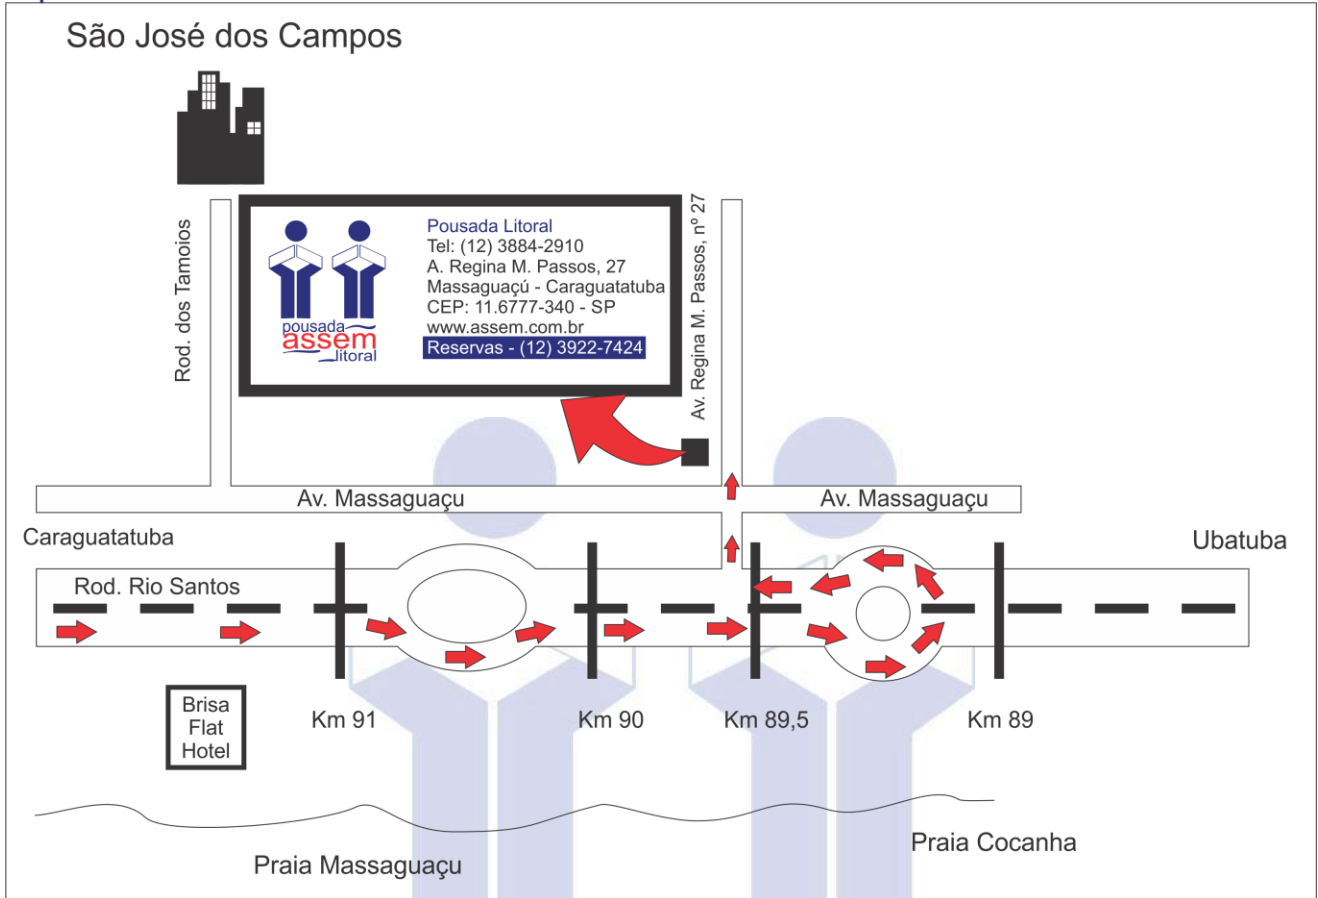 São José dos Campos
Rod. dos Tamoios
pousada
assem
litoral
Pousada Litoral
Tel: (12) 3884-2910
A. Regina M. Passos, 27
Massaguaçú - Caraguatatuba
CEP: 11.6777-340 - SP
www.assem.com.br
Reservas - (12) 3922-7424
Av. Regina M. Passos, nº 27
Av. Massaguaçu
Av. Massaguaçu
Caraguatatuba
Ubatuba
Rod. Rio Santos
Brisa
Flat
Hotel
Km 91
Km 90
Km 89,5
Km 89
Praia Massaguaçu
Praia Cocanha